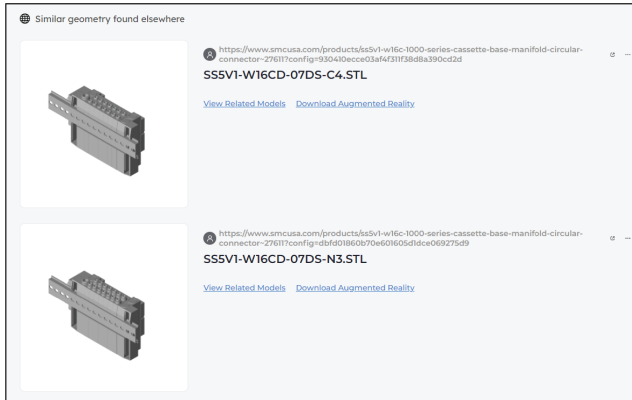 Similar geometry found elsewhere
https://www.smcusa.com/products/ss5v1-w16c-1000-series-cassette-base-manifold-circular-
connector~27611?config=930410ecce03af4f311f38d8a390cd2d
SS5V1-W16CD-07DS-C4.STL
View Related Models Download Augmented Reality
https://www.smcusa.com/products/ss5v1-w16c-1000-series-cassette-base-manifold-circular-
connector~27611?config=dbfd01860b70e601605d1dce069275d9
SS5V1-W16CD-07DS-N3.STL
View Related Models Download Augmented Reality